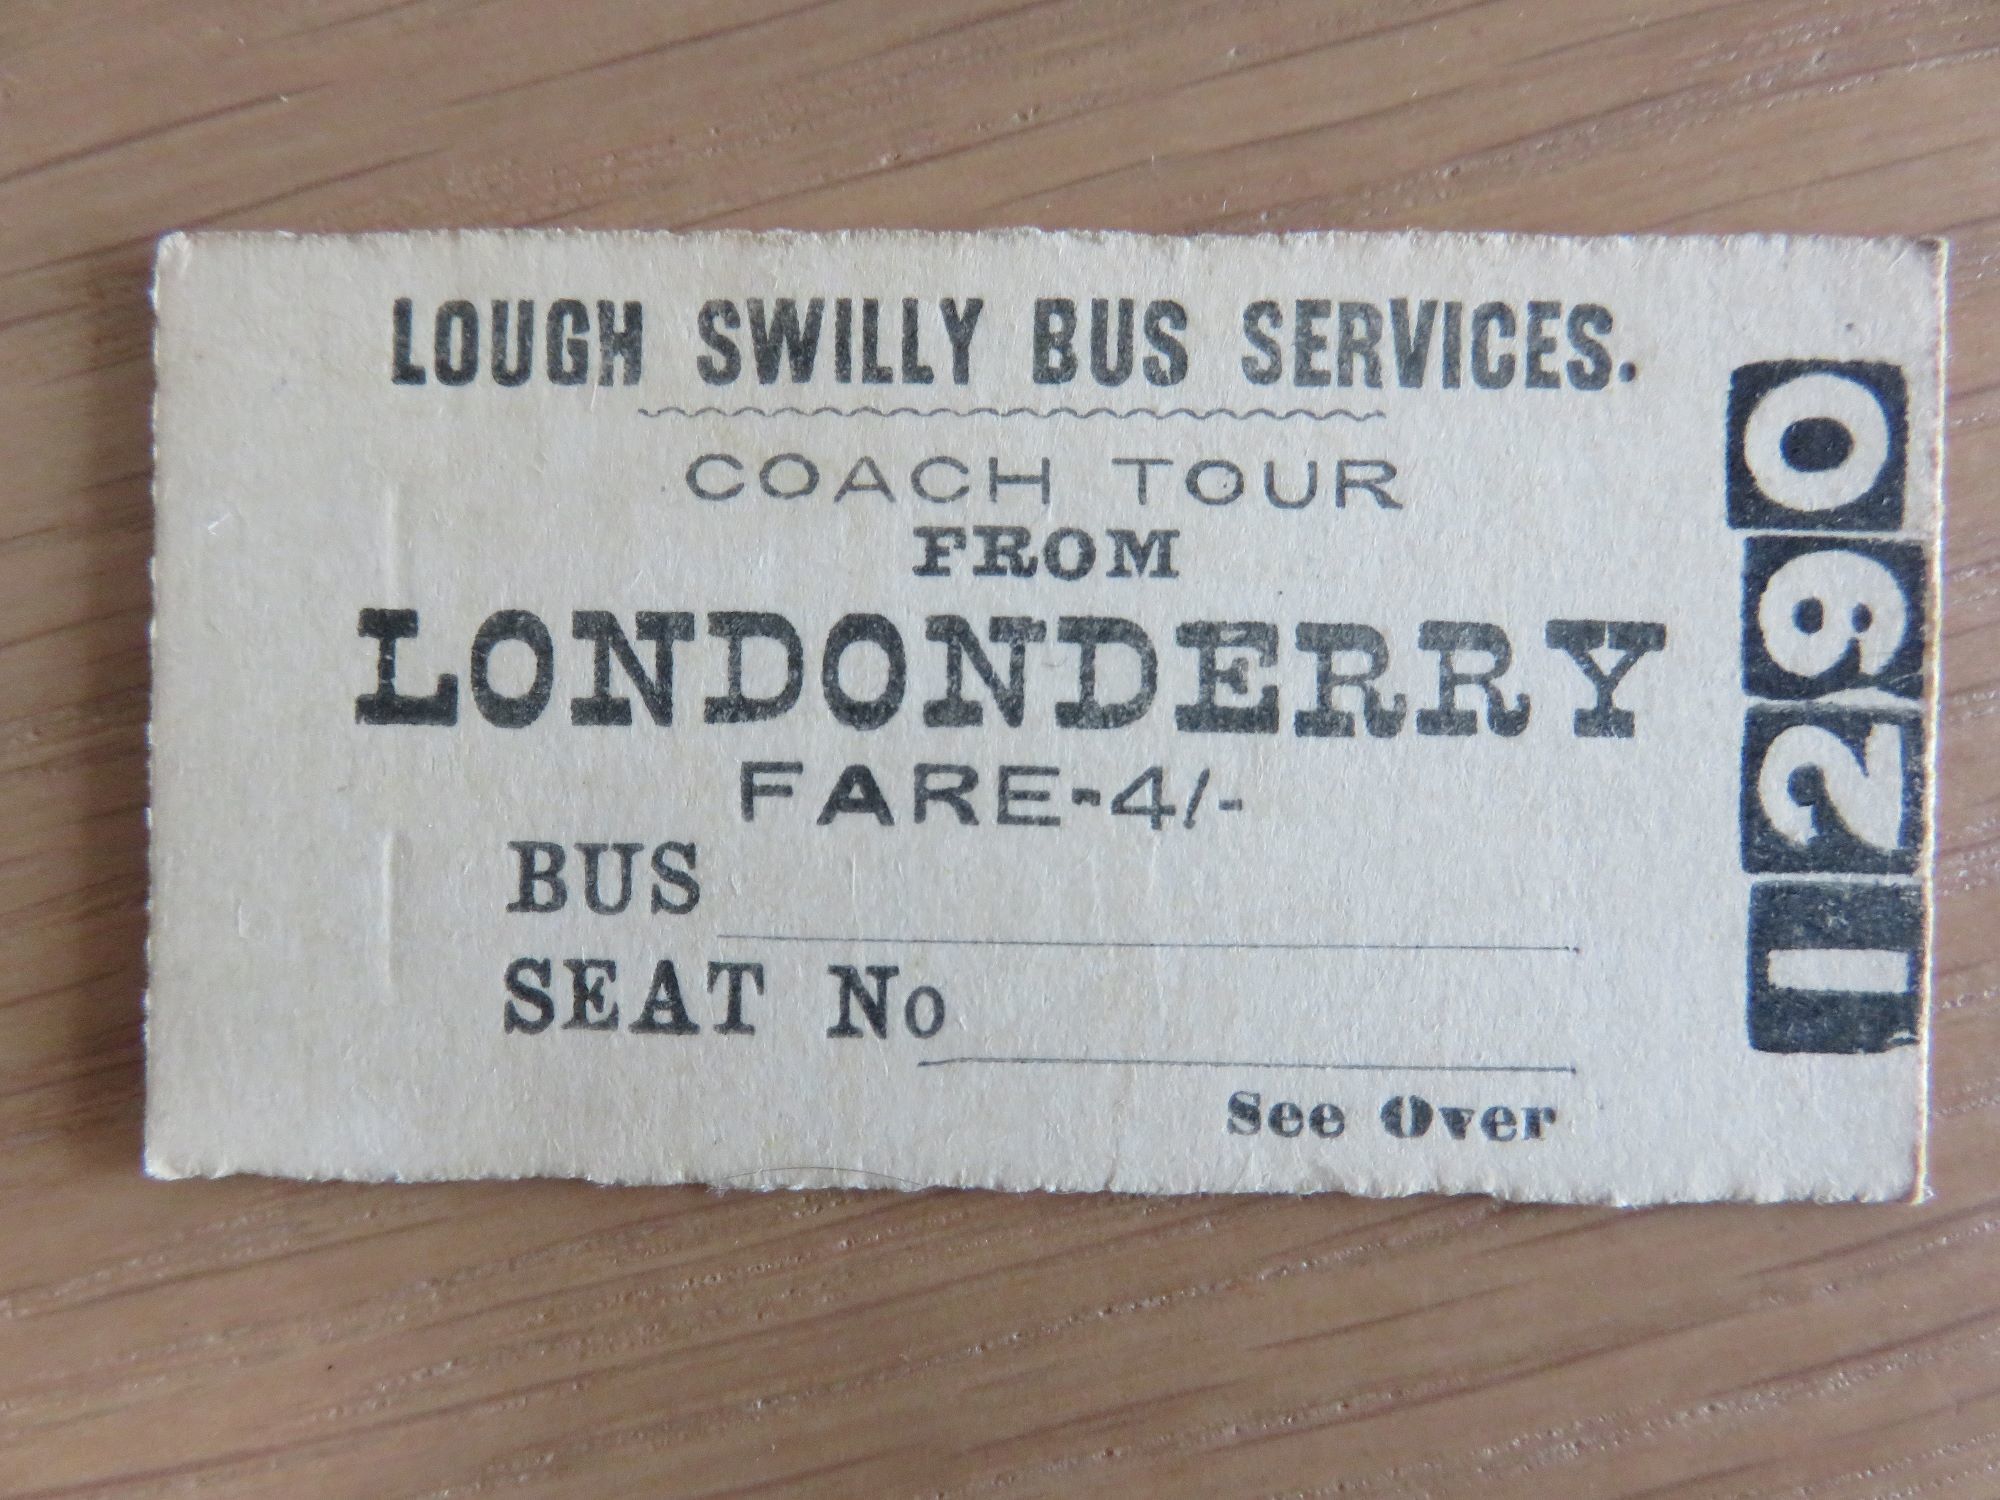 LOUGH SWILLY BUS SERVICES.
COACH TOUR
FROM
LONDONDERRY
FARE-4/-
BUS
SEAT No
See Over
1290